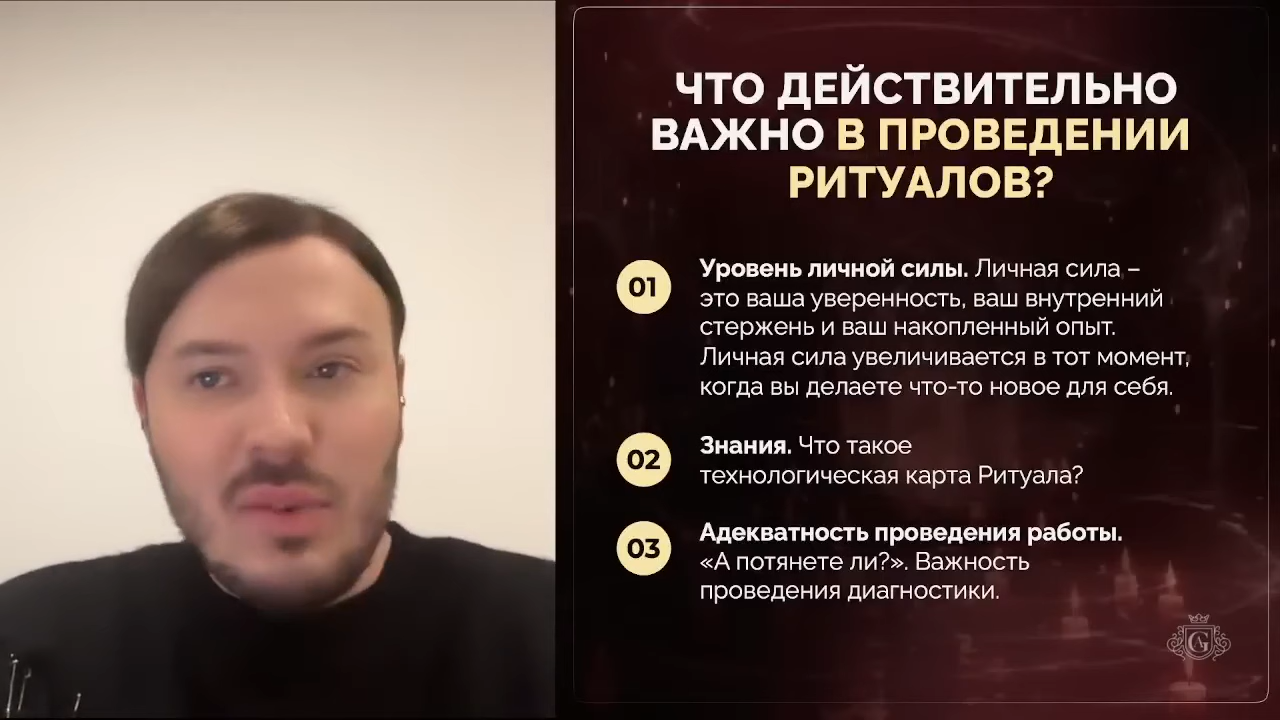 ЧТО ДЕЙСТВИТЕЛЬНО
ВАЖНО В ПРОВЕДЕНИИ
РИТУАЛОВ?
01
Уровень личной силы. Личная сила –
это ваша уверенность, ваш внутренний
стержень и ваш накопленный опыт.
Личная сила увеличивается в тот момент,
когда вы делаете что-то новое для себя.
02
Знания. Что такое
технологическая карта Ритуала?
03
Адекватность проведения работы.
«А потянете ли?». Важность
проведения диагностики.